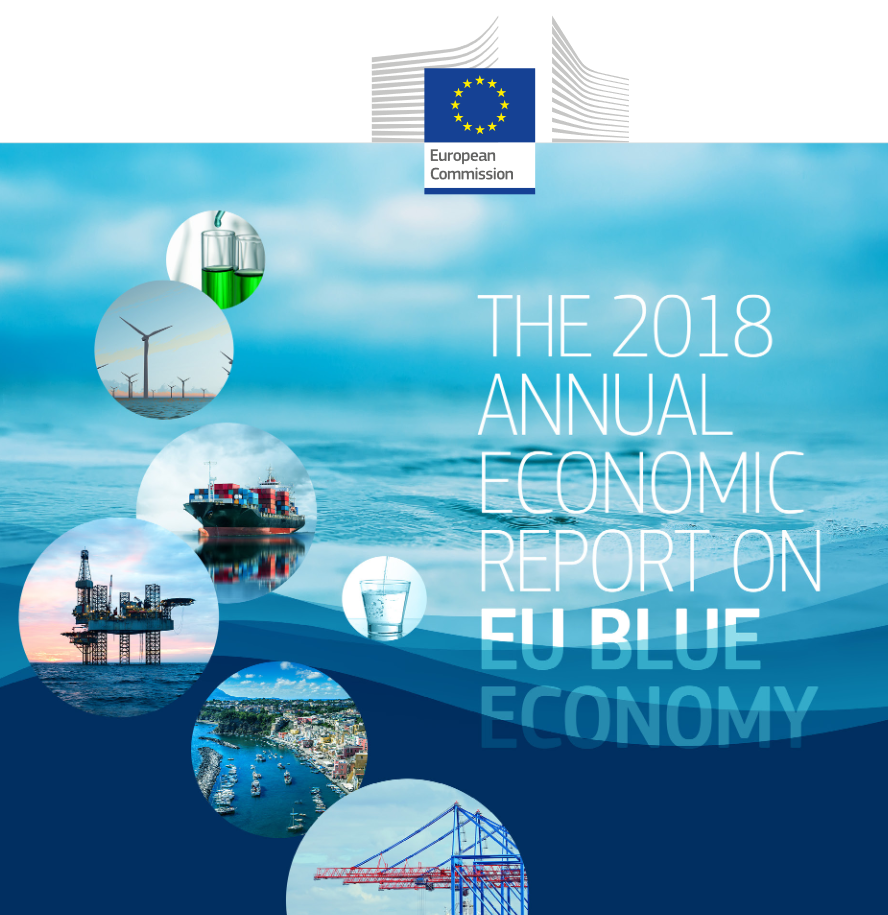 European
Commission
THE 2018
ANNUAL
ECONOMIC
REPORT ON
EU BLUE
ECONOMY